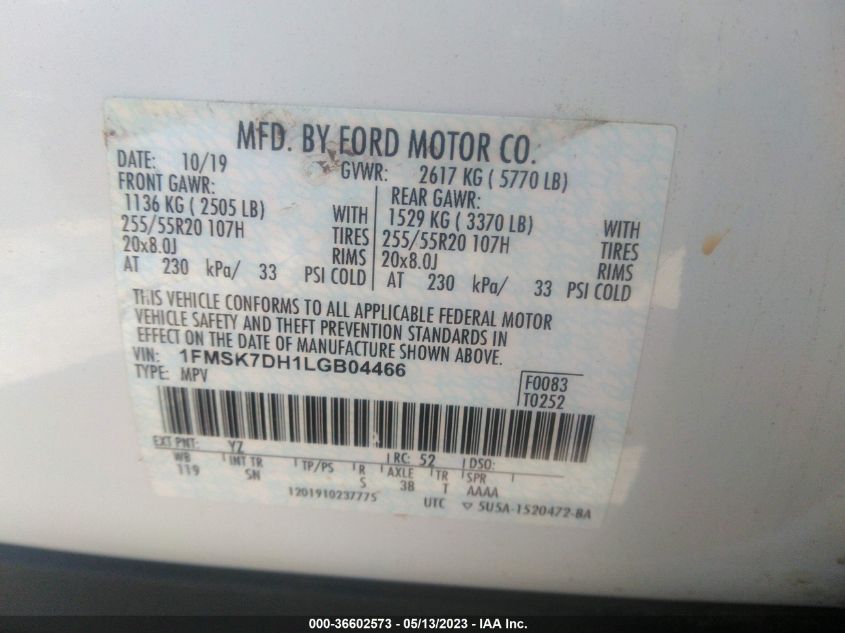 MFD. BY FORD MOTOR CO.
DATE: 10/19 GVWR: 2617 KG ( 5770 LB)
FRONT GAWR: REAR GAWR:
1136 KG ( 2505 LB) WITH 1529 KG ( 3370 LB) WITH
255/55R20 107H TIRES 255/55R20 107H TIRES
20x8.0J RIMS 20x8.0J RIMS
AT 230 kPa/ 33 PSI COLD AT 230 kPa/ 33 PSI COLD
THIS VEHICLE CONFORMS TO ALL APPLICABLE FEDERAL MOTOR
VEHICLE SAFETY AND THEFT PREVENTION STANDARDS IN
EFFECT ON THE DATE OF MANUFACTURE SHOWN ABOVE.
VIN: 1FMSK7DH1LGB04466
TYPE: MPV
F0083
T0252
EXT PNT: YZ RC: 52 DSO:
WB INT TR TP/PS R AXLE TR SPR
119 SN S 38 T AAAA
1201910237775 UTC ▽ 5U5A-1520472-BA
000-36602573 - 05/13/2023 - IAA Inc.